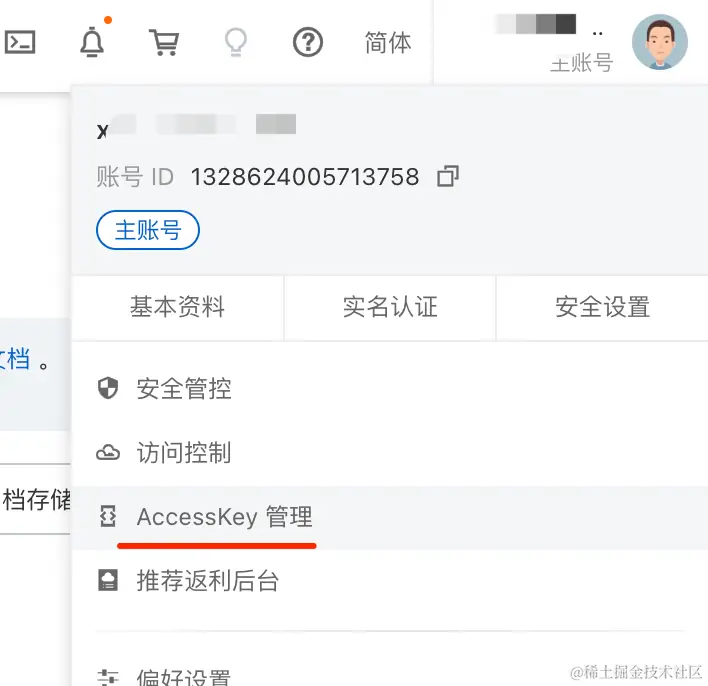 简体
主账号
x
账号 ID 1328624005713758
主账号
基本资料 实名认证 安全设置
文档 。
安全管控
访问控制
档存储
AccessKey 管理
推荐返利后台
偏好设置
@稀土掘金技术社区